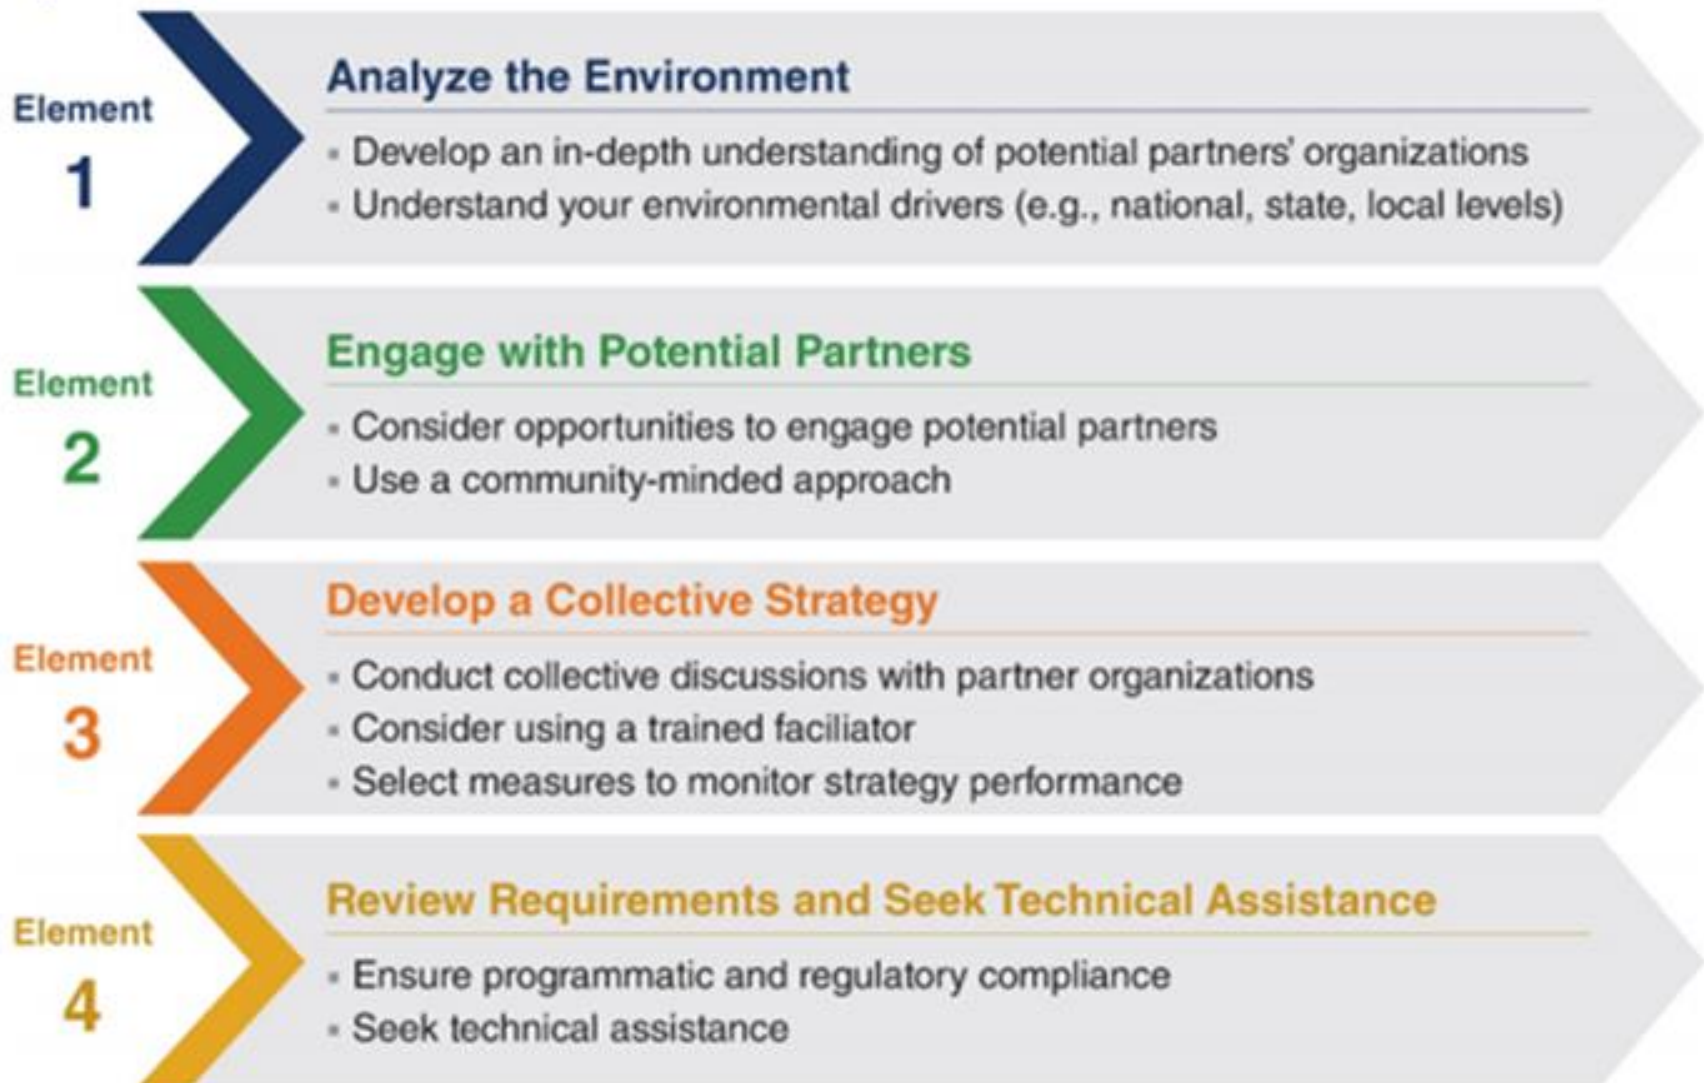 Element
1
Analyze the Environment
▪ Develop an in-depth understanding of potential partners' organizations
▪ Understand your environmental drivers (e.g., national, state, local levels)
Element
2
Engage with Potential Partners
▪ Consider opportunities to engage potential partners
▪ Use a community-minded approach
Element
3
Develop a Collective Strategy
▪ Conduct collective discussions with partner organizations
▪ Consider using a trained faciliator
▪ Select measures to monitor strategy performance
Element
4
Review Requirements and Seek Technical Assistance
▪ Ensure programmatic and regulatory compliance
▪ Seek technical assistance